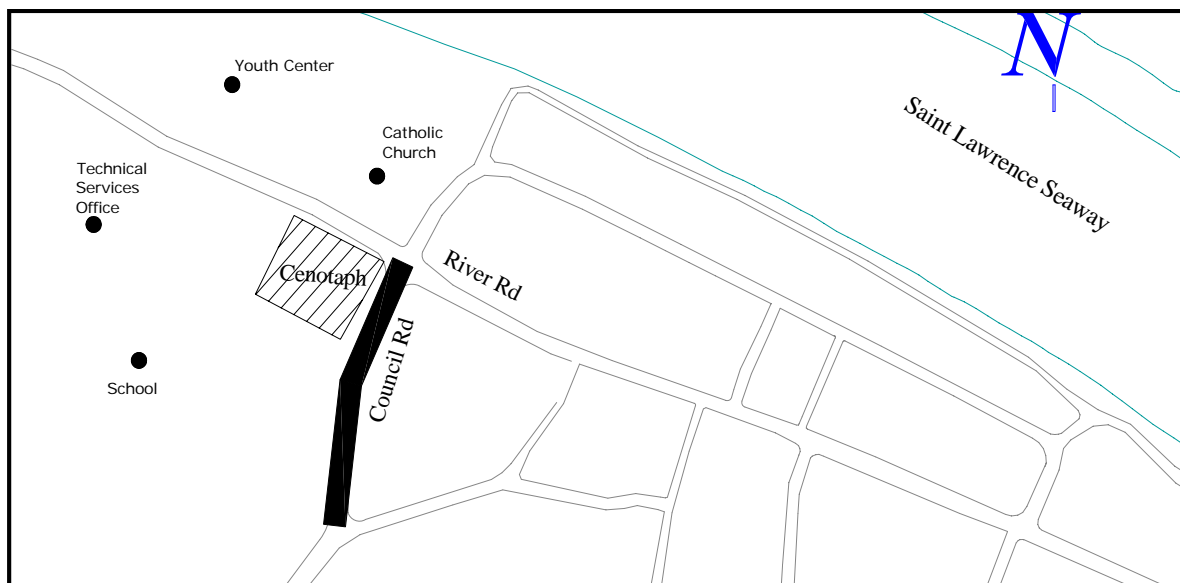 N
Youth Center
Saint Lawrence Seaway
Catholic
Church
Technical
Services
Office
Cenotaph
River Rd
Council Rd
School